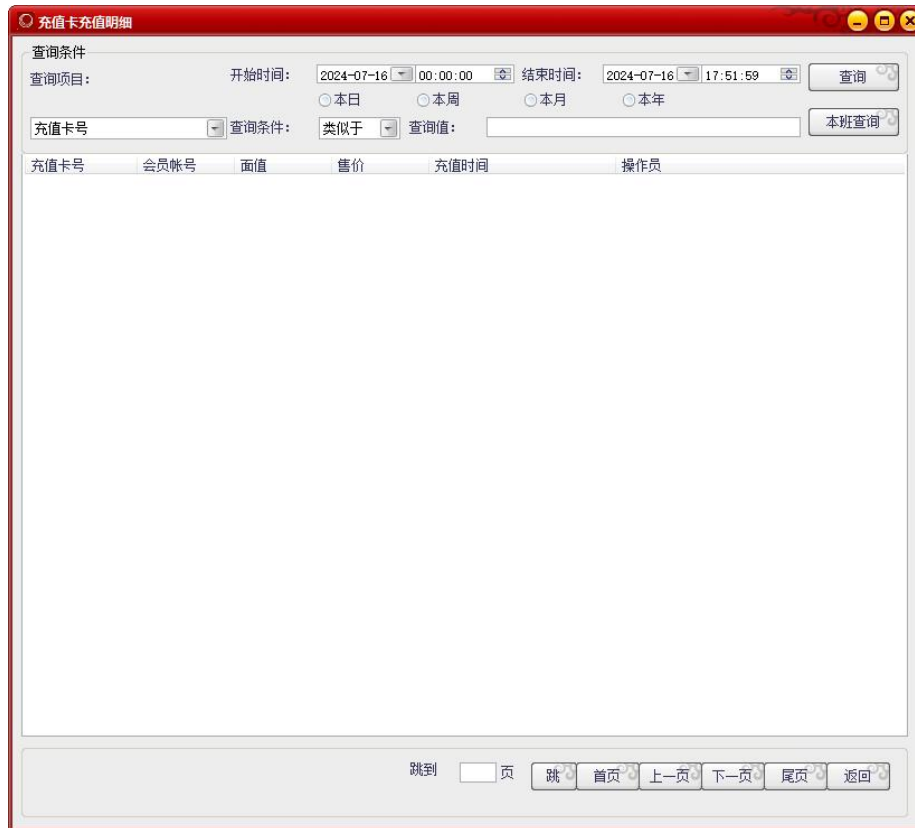 充值卡充值明细
查询条件
查询项目: 开始时间: 2024-07-16 00:00:00 结束时间: 2024-07-16 17:51:59 查询
本日 本周 本月 本年
充值卡号 查询条件: 类似于 查询值: 本班查询
充值卡号 会员帐号 面值 售价 充值时间 操作员
跳到 页 跳 首页 上一页 下一页 尾页 返回